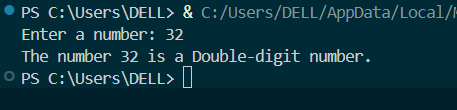 PS C:\Users\DELL> & C:/Users/DELL/AppData/Local/
Enter a number: 32
The number 32 is a Double-digit number.
PS C:\Users\DELL>